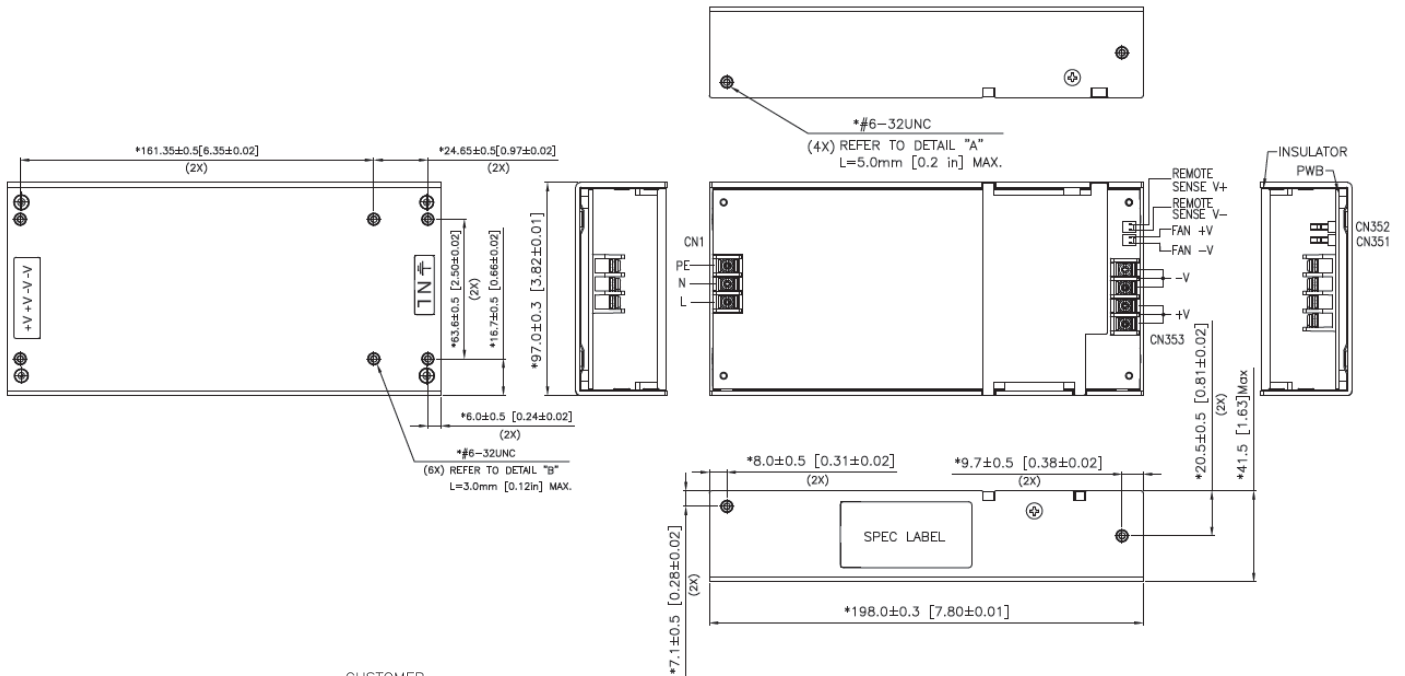 *#6-32UNC
(4X) REFER TO DETAIL "A"
L=5.0mm [0.2 in] MAX.
*161.35±0.5[6.35±0.02]
(2X)
*24.65±0.5[0.97±0.02]
(2X)
+V +V -V -V
N L
*63.6±0.5 [2.50±0.02]
(2X)
*16.7±0.5 [0.66±0.02]
*97.0±0.3 [3.82±0.01]
*6.0±0.5 [0.24±0.02]
(2X)
*#6-32UNC
(6X) REFER TO DETAIL "B"
L=3.0mm [0.12in] MAX.
CN1
PE
N
L
REMOTE
SENSE V+
REMOTE
SENSE V-
FAN +V
FAN -V
-V
+V
CN353
INSULATOR
PWB
CN352
CN351
*20.5±0.5 [0.81±0.02]
(2X)
*41.5 [1.63]Max
*8.0±0.5 [0.31±0.02]
(2X)
*9.7±0.5 [0.38±0.02]
(2X)
SPEC LABEL
*7.1±0.5 [0.28±0.02]
(2X)
*198.0±0.3 [7.80±0.01]
CUSTOMER